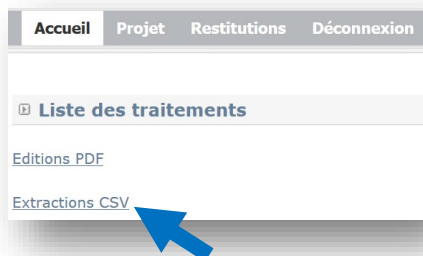 Accueil Projet Restitutions Déconnexion
Liste des traitements
Editions PDF
Extractions CSV